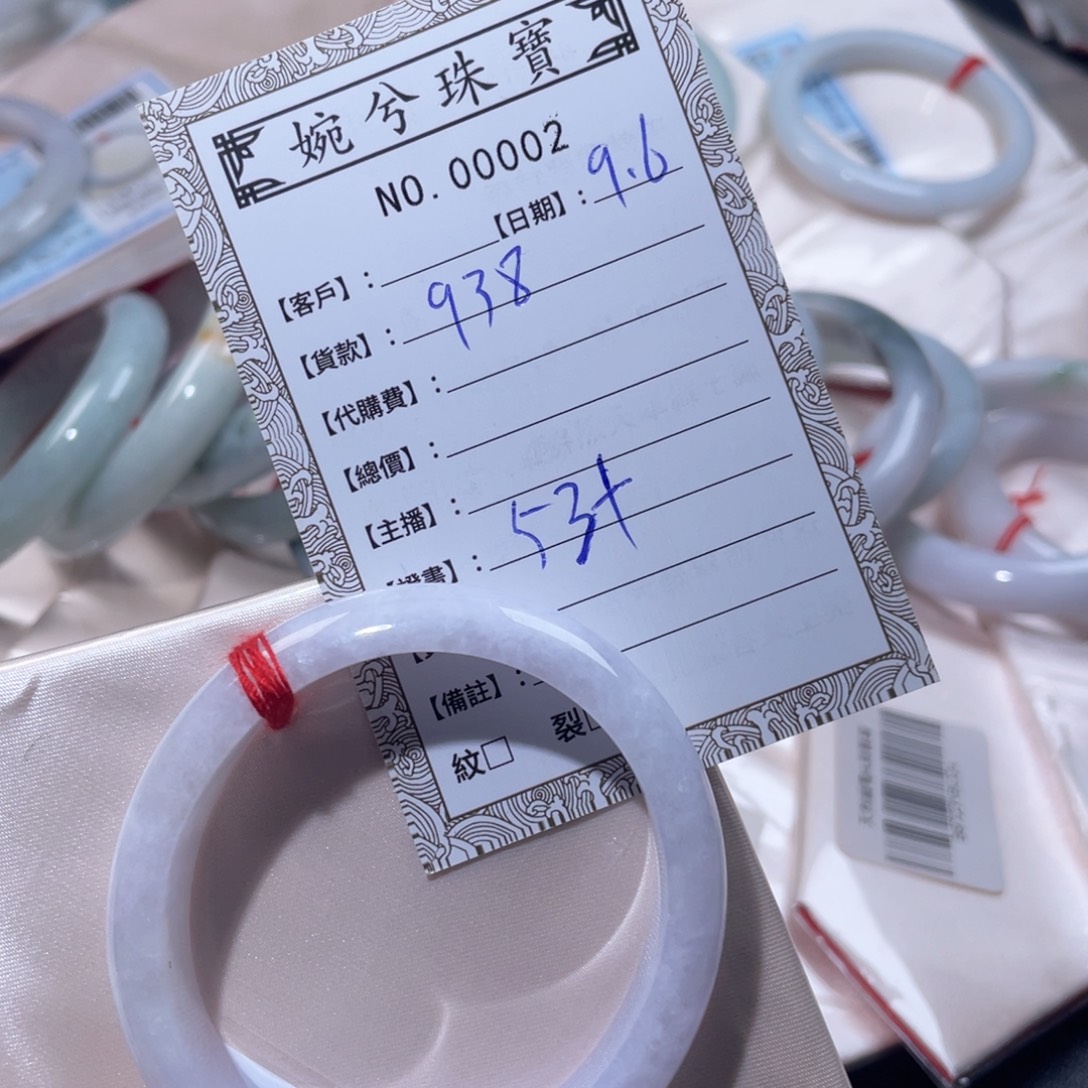 婉兮珠寶
NO. 00002
【日期】：9.6
【客戶】：
【貨款】：938
【代購費】：
【總價】：
【主播】：
53+
【備註】：
紋□ 裂□